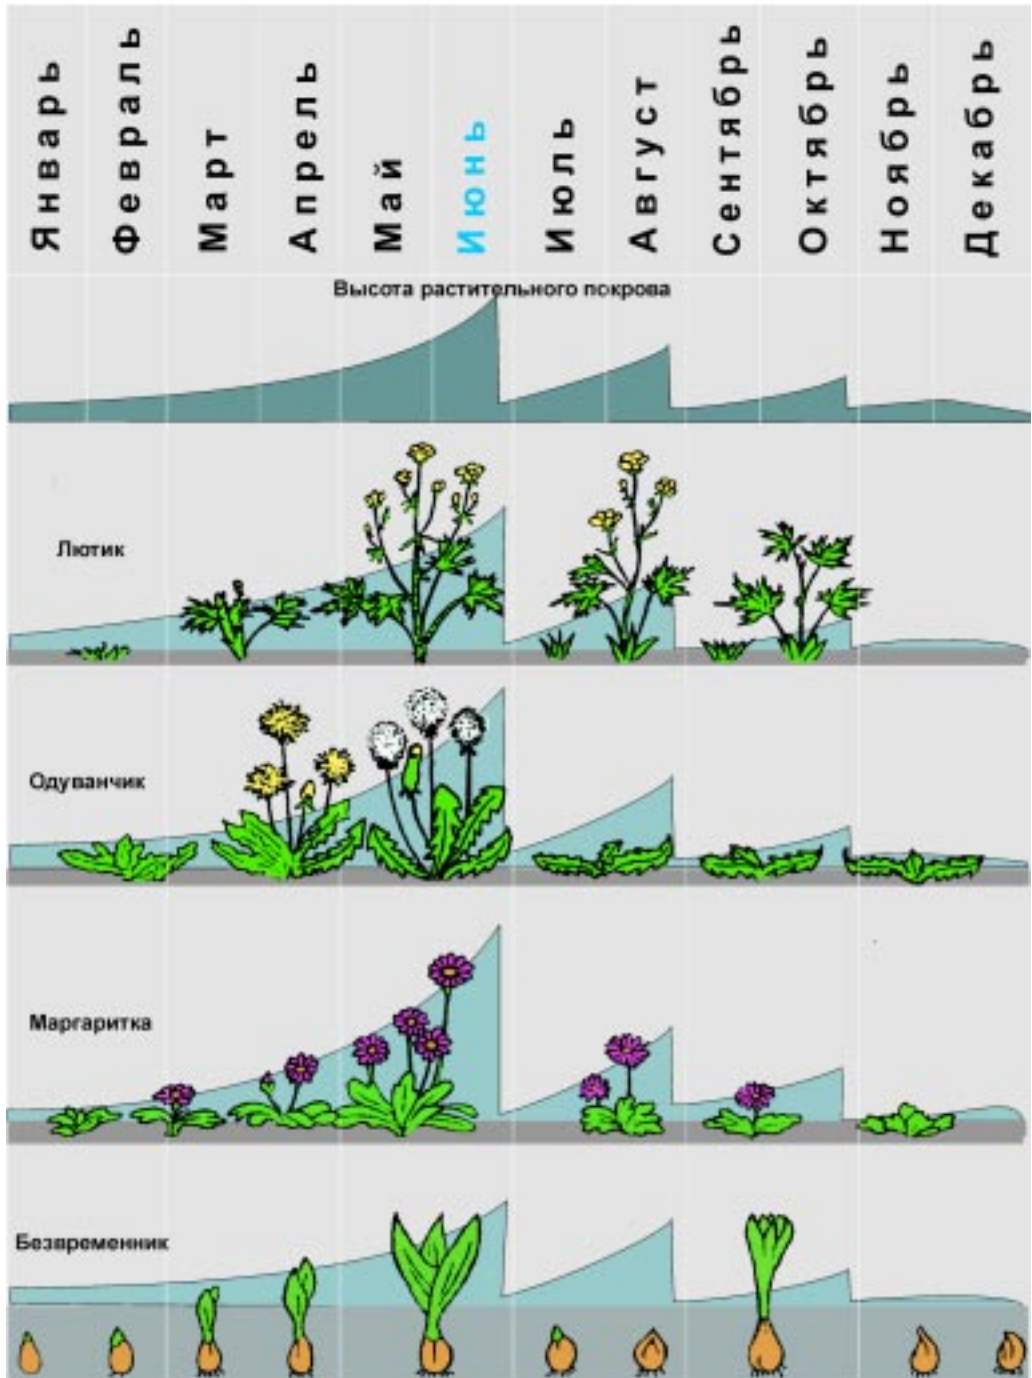 Январь
Февраль
Март
Апрель
Май
Июнь
Июль
Август
Сентябрь
Октябрь
Ноябрь
Декабрь
Высота растительного покрова
Лютик
Одуванчик
Маргаритка
Безвременник